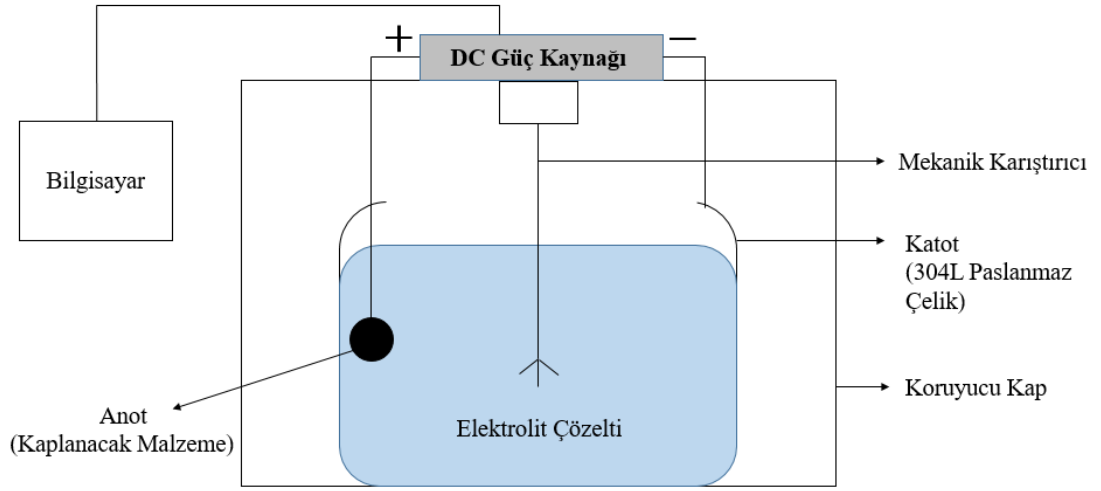 +
DC Güç Kaynağı
−
Bilgisayar
Mekanik Karıştırıcı
Katot
(304L Paslanmaz
Çelik)
Koruyucu Kap
Anot
(Kaplanacak Malzeme)
Elektrolit Çözelti